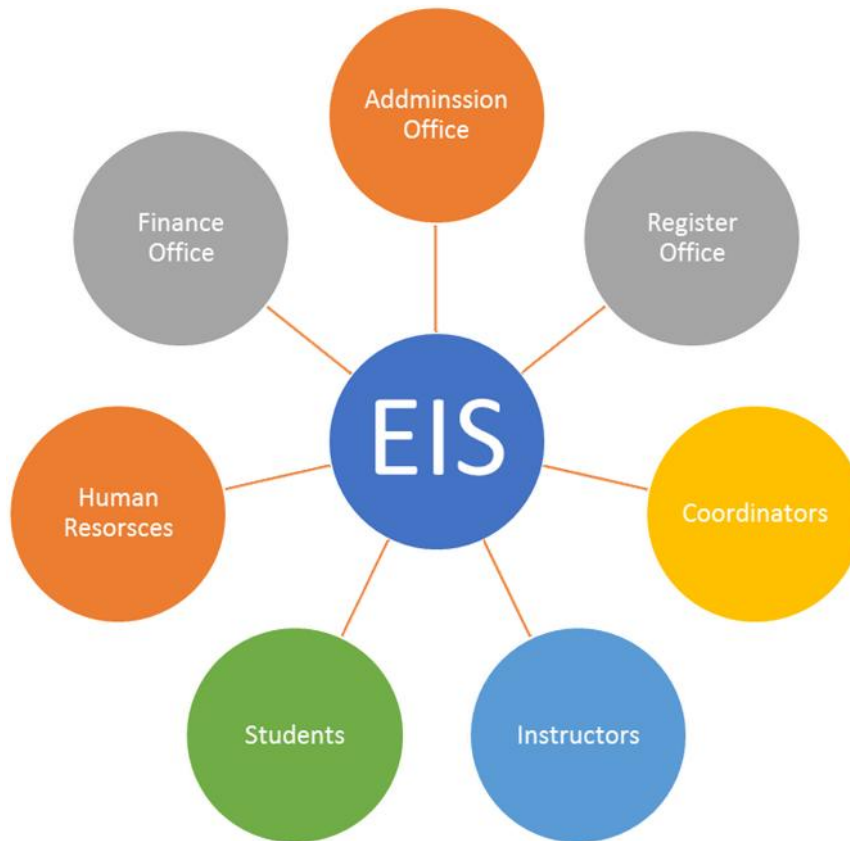 Addminssion
Office
Finance
Office
Register
Office
EIS
Human
Resorsces
Coordinators
Students
Instructors